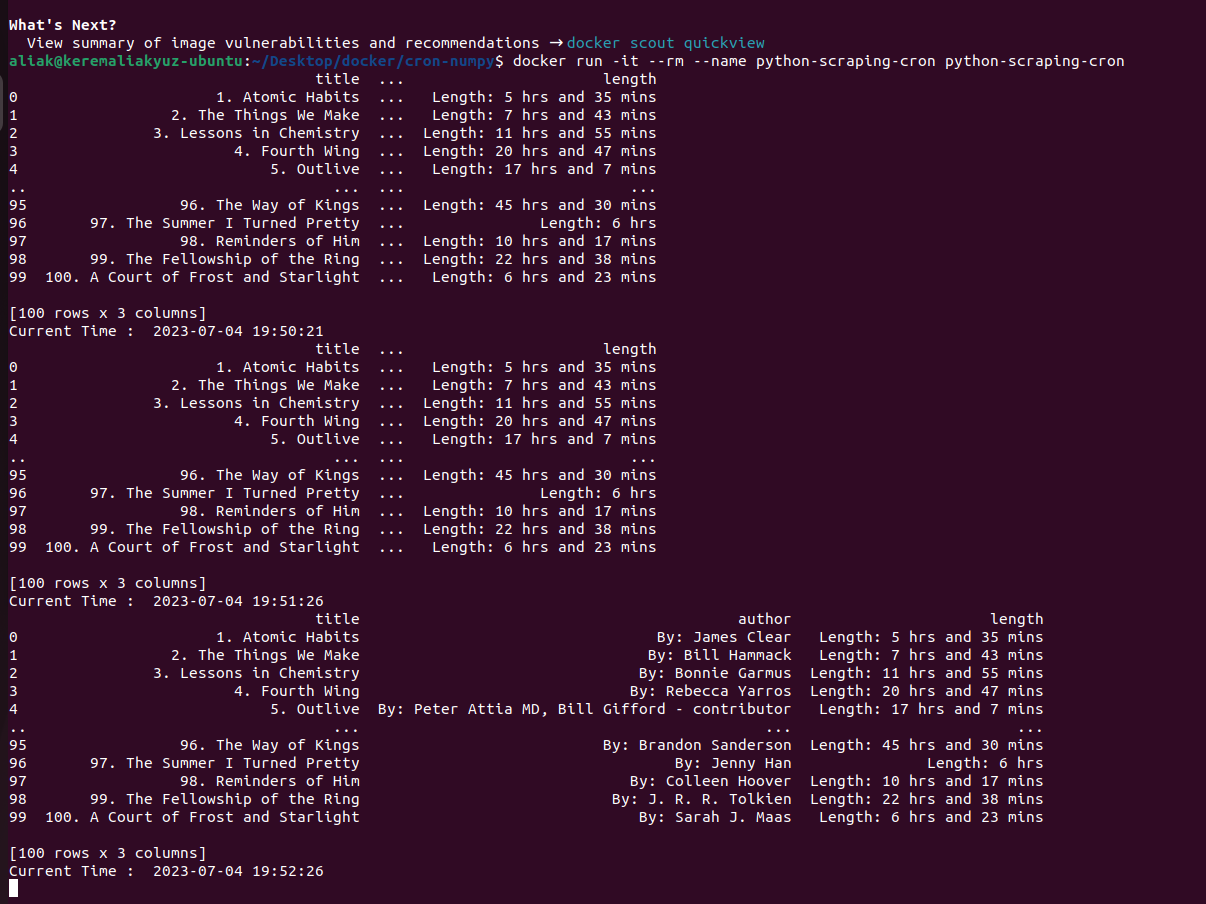 What's Next?
  View summary of image vulnerabilities and recommendations → docker scout quickview
aliak@keremaliakyuz-ubuntu:~/Desktop/docker/cron-numpy$ docker run -it --rm --name python-scraping-cron python-scraping-cron
                                  title  ...                      length
0                      1. Atomic Habits  ...   Length: 5 hrs and 35 mins
1                 2. The Things We Make  ...   Length: 7 hrs and 43 mins
2               3. Lessons in Chemistry  ...  Length: 11 hrs and 55 mins
3                        4. Fourth Wing  ...  Length: 20 hrs and 47 mins
4                            5. Outlive  ...   Length: 17 hrs and 7 mins
..                                  ...  ...                         ...
95                 96. The Way of Kings  ...  Length: 45 hrs and 30 mins
96       97. The Summer I Turned Pretty  ...               Length: 6 hrs
97                 98. Reminders of Him  ...  Length: 10 hrs and 17 mins
98       99. The Fellowship of the Ring  ...  Length: 22 hrs and 38 mins
99  100. A Court of Frost and Starlight  ...   Length: 6 hrs and 23 mins
[100 rows x 3 columns]
Current Time :  2023-07-04 19:50:21
                                  title  ...                      length
0                      1. Atomic Habits  ...   Length: 5 hrs and 35 mins
1                 2. The Things We Make  ...   Length: 7 hrs and 43 mins
2               3. Lessons in Chemistry  ...  Length: 11 hrs and 55 mins
3                        4. Fourth Wing  ...  Length: 20 hrs and 47 mins
4                            5. Outlive  ...   Length: 17 hrs and 7 mins
..                                  ...  ...                         ...
95                 96. The Way of Kings  ...  Length: 45 hrs and 30 mins
96       97. The Summer I Turned Pretty  ...               Length: 6 hrs
97                 98. Reminders of Him  ...  Length: 10 hrs and 17 mins
98       99. The Fellowship of the Ring  ...  Length: 22 hrs and 38 mins
99  100. A Court of Frost and Starlight  ...   Length: 6 hrs and 23 mins
[100 rows x 3 columns]
Current Time :  2023-07-04 19:51:26
                                  title                                          author                      length
0                      1. Atomic Habits                                 By: James Clear   Length: 5 hrs and 35 mins
1                 2. The Things We Make                                By: Bill Hammack   Length: 7 hrs and 43 mins
2               3. Lessons in Chemistry                               By: Bonnie Garmus  Length: 11 hrs and 55 mins
3                        4. Fourth Wing                              By: Rebecca Yarros  Length: 20 hrs and 47 mins
4                            5. Outlive  By: Peter Attia MD, Bill Gifford - contributor   Length: 17 hrs and 7 mins
..                                  ...                                             ...                         ...
95                 96. The Way of Kings                           By: Brandon Sanderson  Length: 45 hrs and 30 mins
96       97. The Summer I Turned Pretty                                   By: Jenny Han               Length: 6 hrs
97                 98. Reminders of Him                              By: Colleen Hoover  Length: 10 hrs and 17 mins
98       99. The Fellowship of the Ring                            By: J. R. R. Tolkien  Length: 22 hrs and 38 mins
99  100. A Court of Frost and Starlight                               By: Sarah J. Maas   Length: 6 hrs and 23 mins
[100 rows x 3 columns]
Current Time :  2023-07-04 19:52:26